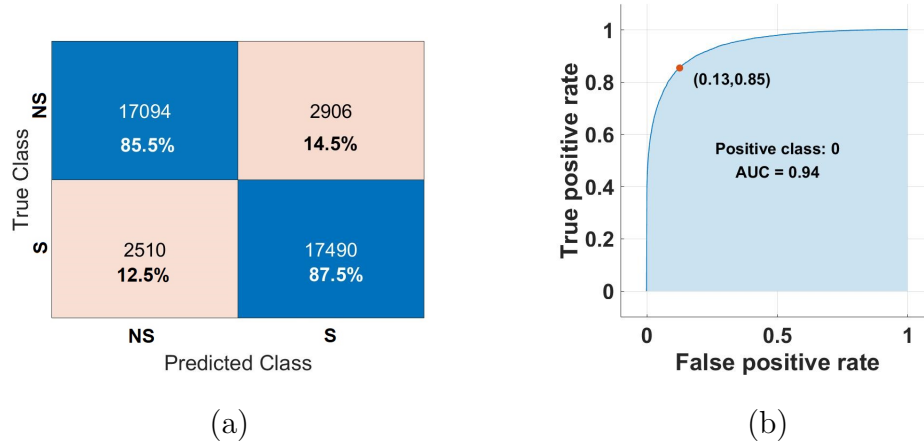 NS
17094
85.5%
2906
14.5%
S
2510
12.5%
17490
87.5%
True Class
NS
S
Predicted Class
(a)
1
0.8
0.6
0.4
0.2
0
True positive rate
(0.13,0.85)
Positive class: 0
AUC = 0.94
0
0.5
1
False positive rate
(b)